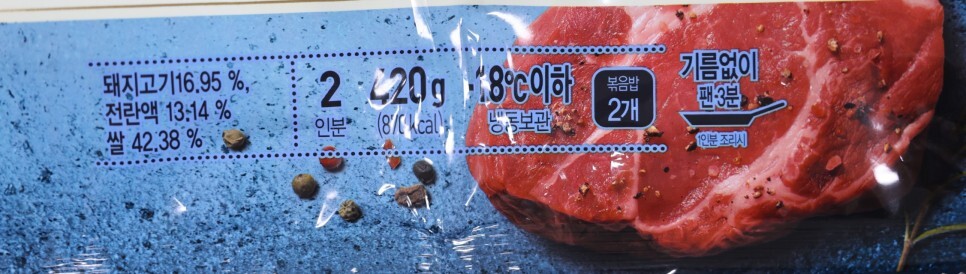 돼지고기16.95 %,
전란액 13.14 %
쌀 42.38 %
2
인분
420g
(870kcal)
-18℃이하
냉동보관
볶음밥
2개
기름없이
팬·3분
1인분 조리시